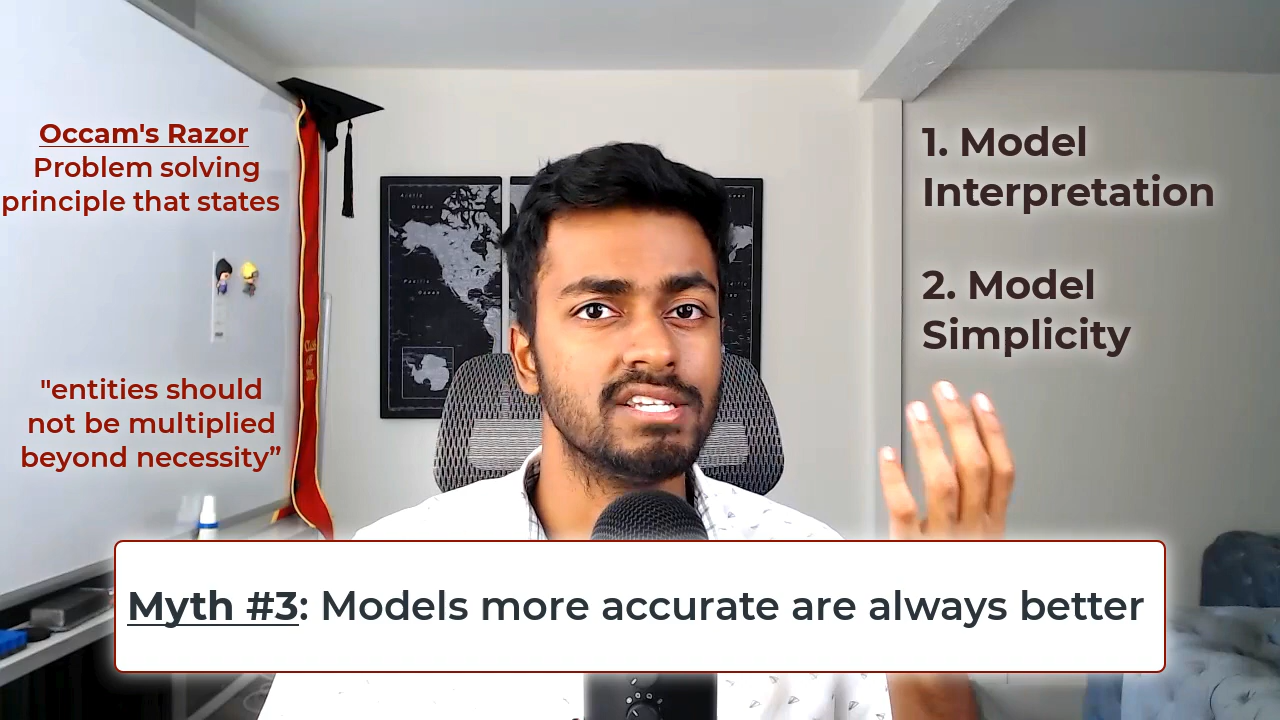 Occam's Razor
Problem solving
principle that states
"entities should
not be multiplied
beyond necessity”
1. Model
Interpretation
2. Model
Simplicity
Myth #3: Models more accurate are always better